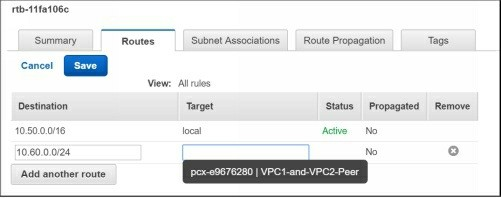 rtb-11fa106c
Summary Routes Subnet Associations Route Propagation Tags
Cancel Save
View: All rules
Destination Target Status Propagated Remove
10.50.0.0/16 local Active No
10.60.0.0/24 No
Add another route pcx-e9676280 | VPC1-and-VPC2-Peer